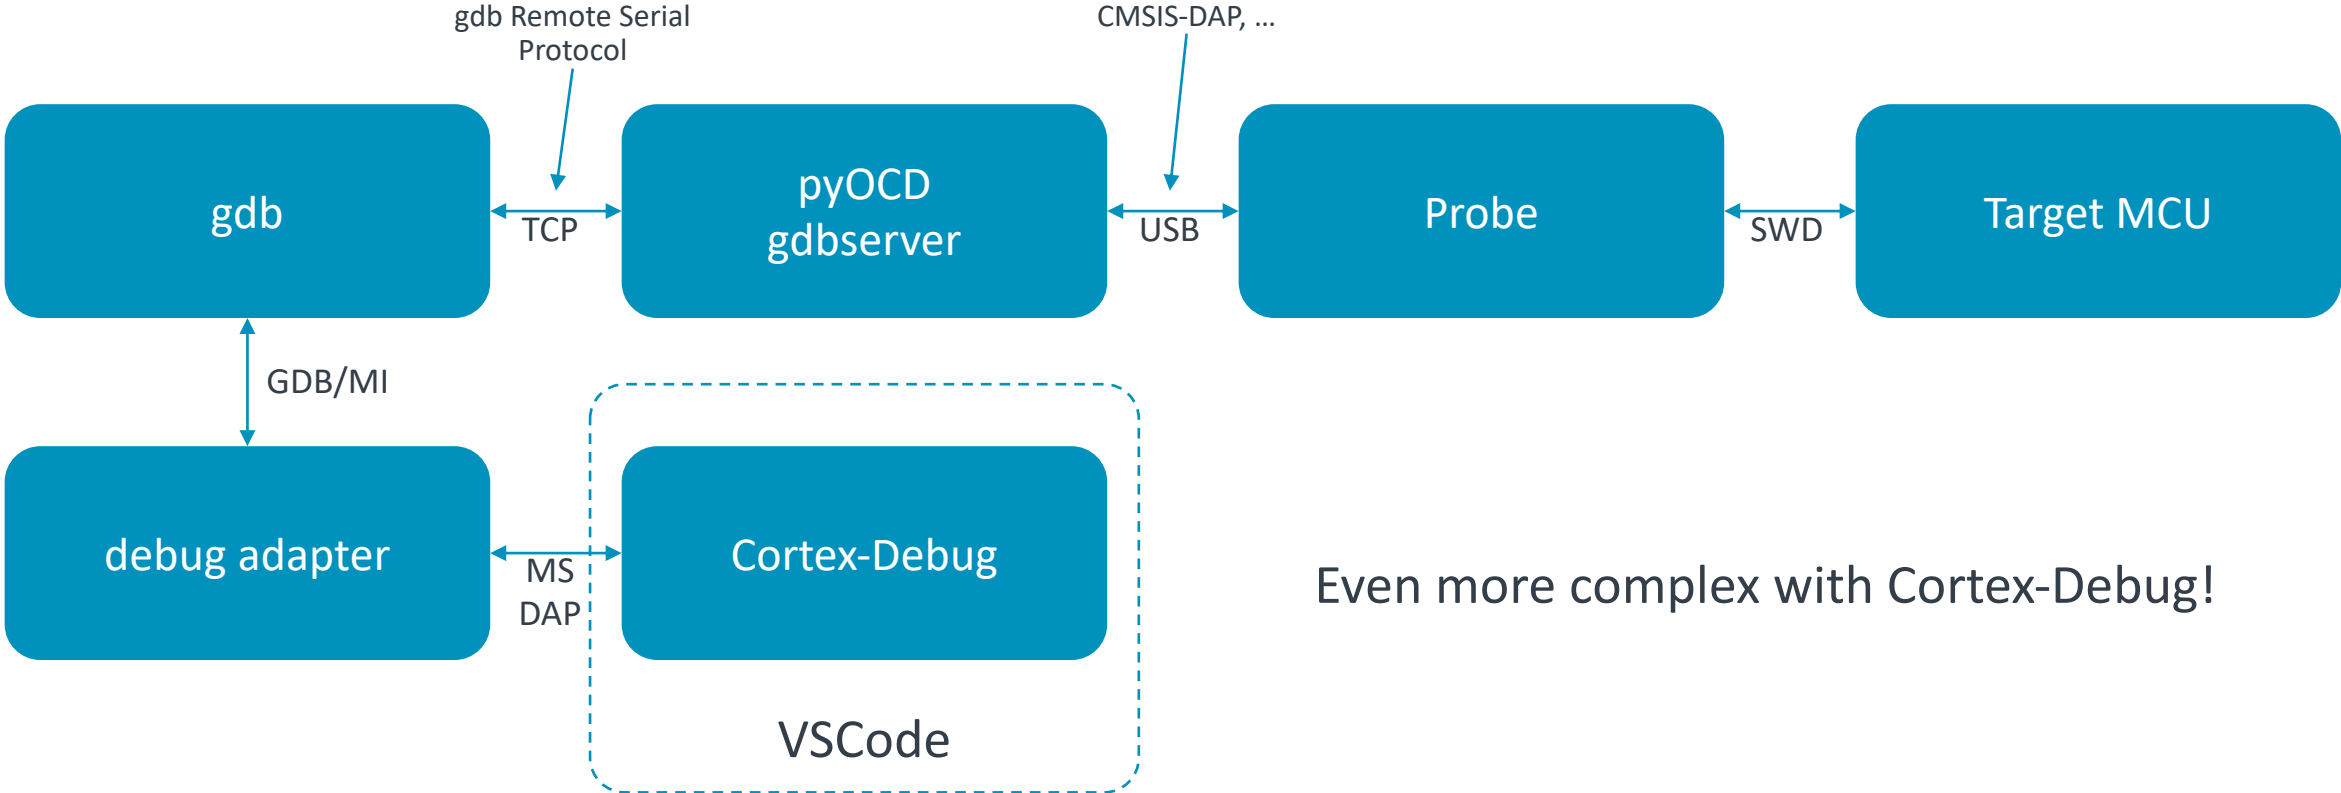 gdb Remote Serial
Protocol
CMSIS-DAP, ...
gdb
TCP
pyOCD
gdbserver
USB
Probe
SWD
Target MCU
GDB/MI
debug adapter
MS
DAP
Cortex-Debug
VSCode
Even more complex with Cortex-Debug!